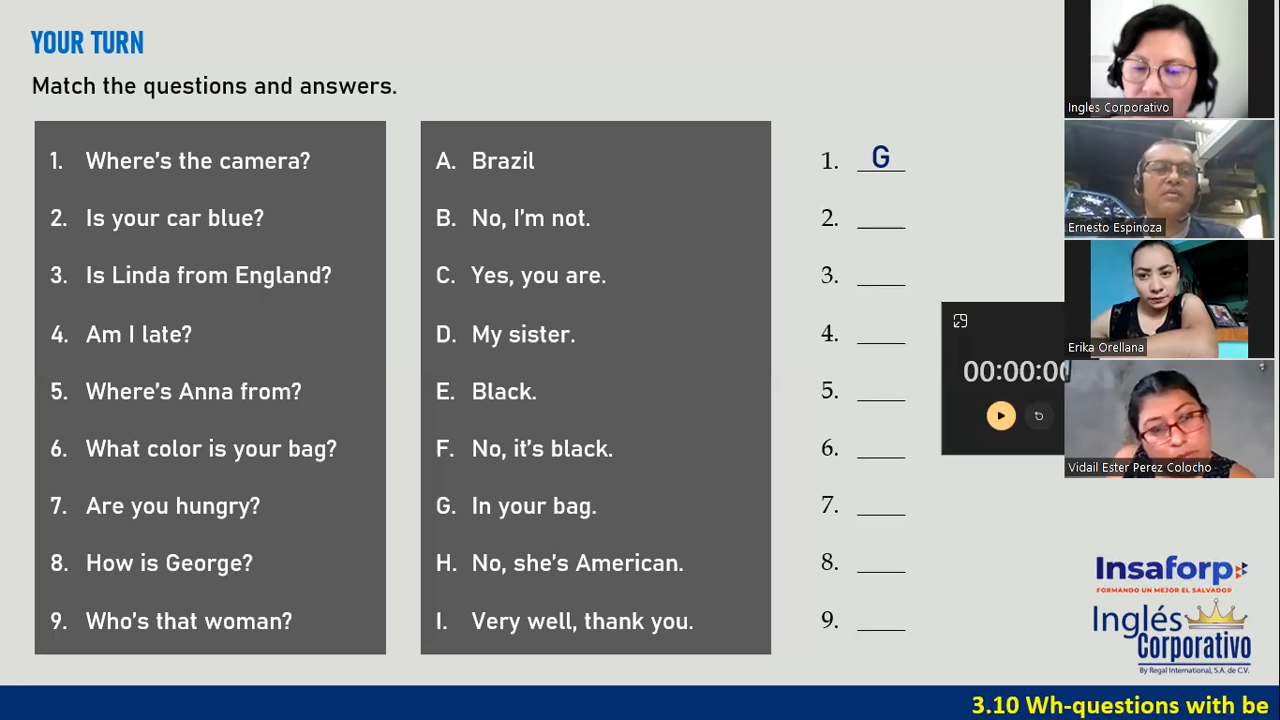 YOUR TURN
Match the questions and answers.
1. Where's the camera?
2. Is your car blue?
3. Is Linda from England?
4. Am I late?
5. Where's Anna from?
6. What color is your bag?
7. Are you hungry?
8. How is George?
9. Who's that woman?
A. Brazil
B. No, I'm not.
C. Yes, you are.
D. My sister.
E. Black.
F. No, it's black.
G. In your bag.
H. No, she's American.
I. Very well, thank you.
1. G
2.
3.
4.
5.
6.
7.
8.
9.
00:00:00
Ingles Corporativo
Ernesto Espinoza
Erika Orellana
Vidail Ester Perez Colocho
Insaforp
FORMANDO UN MEJOR EL SALVADOR
Inglés
Corporativo
By Regal International, S.A. de C.V.
3.10 Wh-questions with be